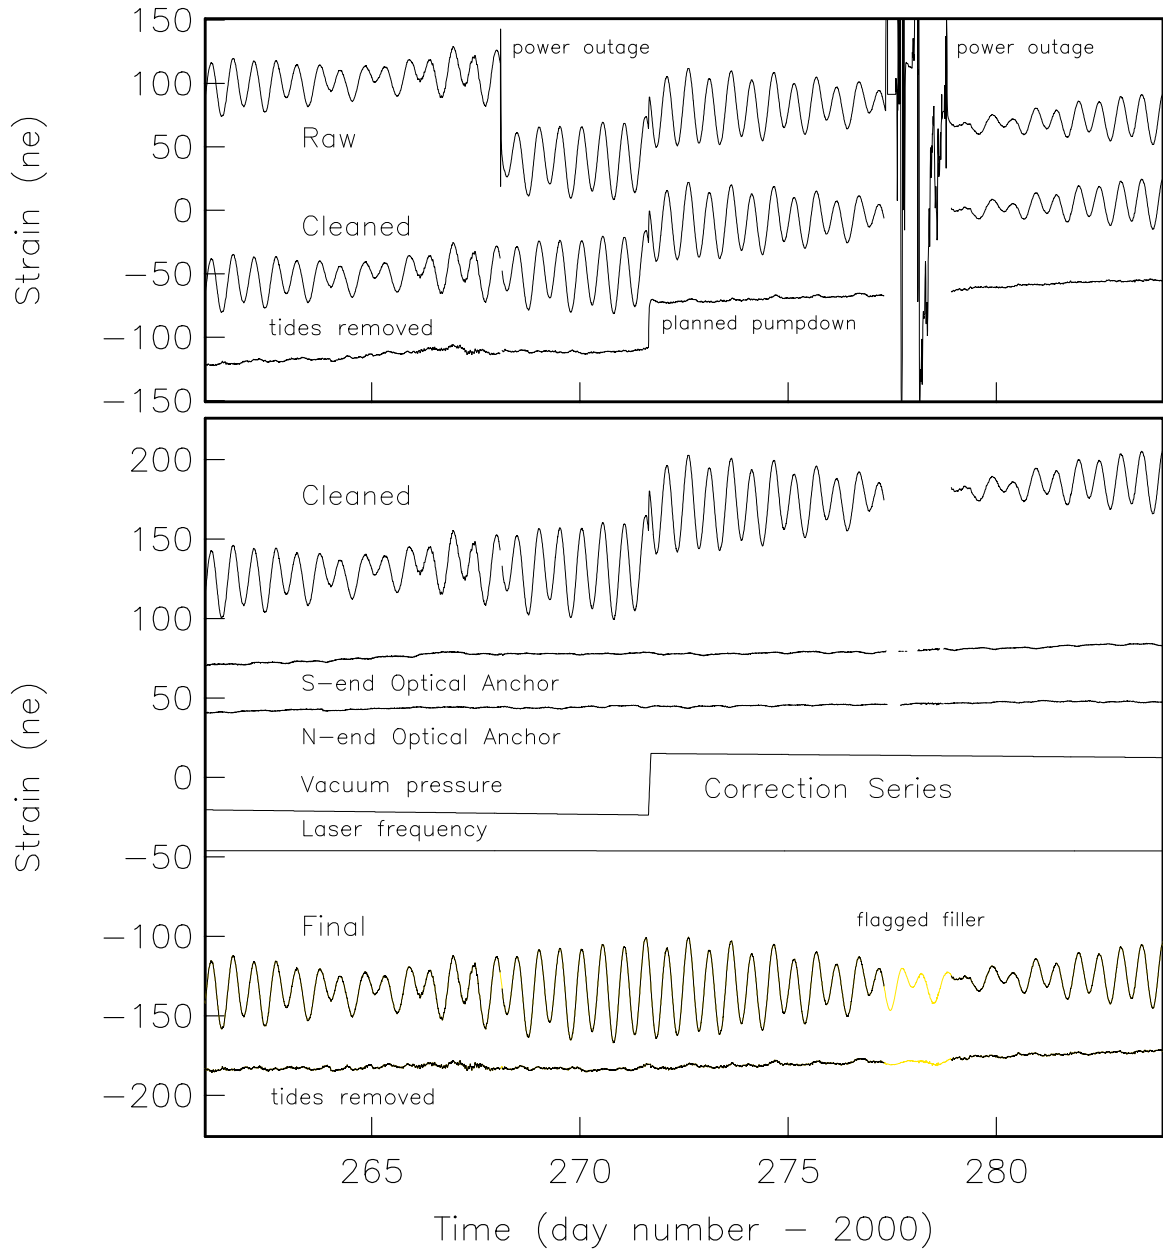 150
power outage
power outage
100
Raw
50
0
Cleaned
−50
tides removed
planned pumpdown
−100
−150
Strain (ne)
200
Cleaned
150
100
S−end Optical Anchor
50
N−end Optical Anchor
0
Vacuum pressure
Correction Series
Laser frequency
−50
Final
flagged filler
−100
−150
−200
tides removed
Strain (ne)
265 270 275 280
Time (day number − 2000)